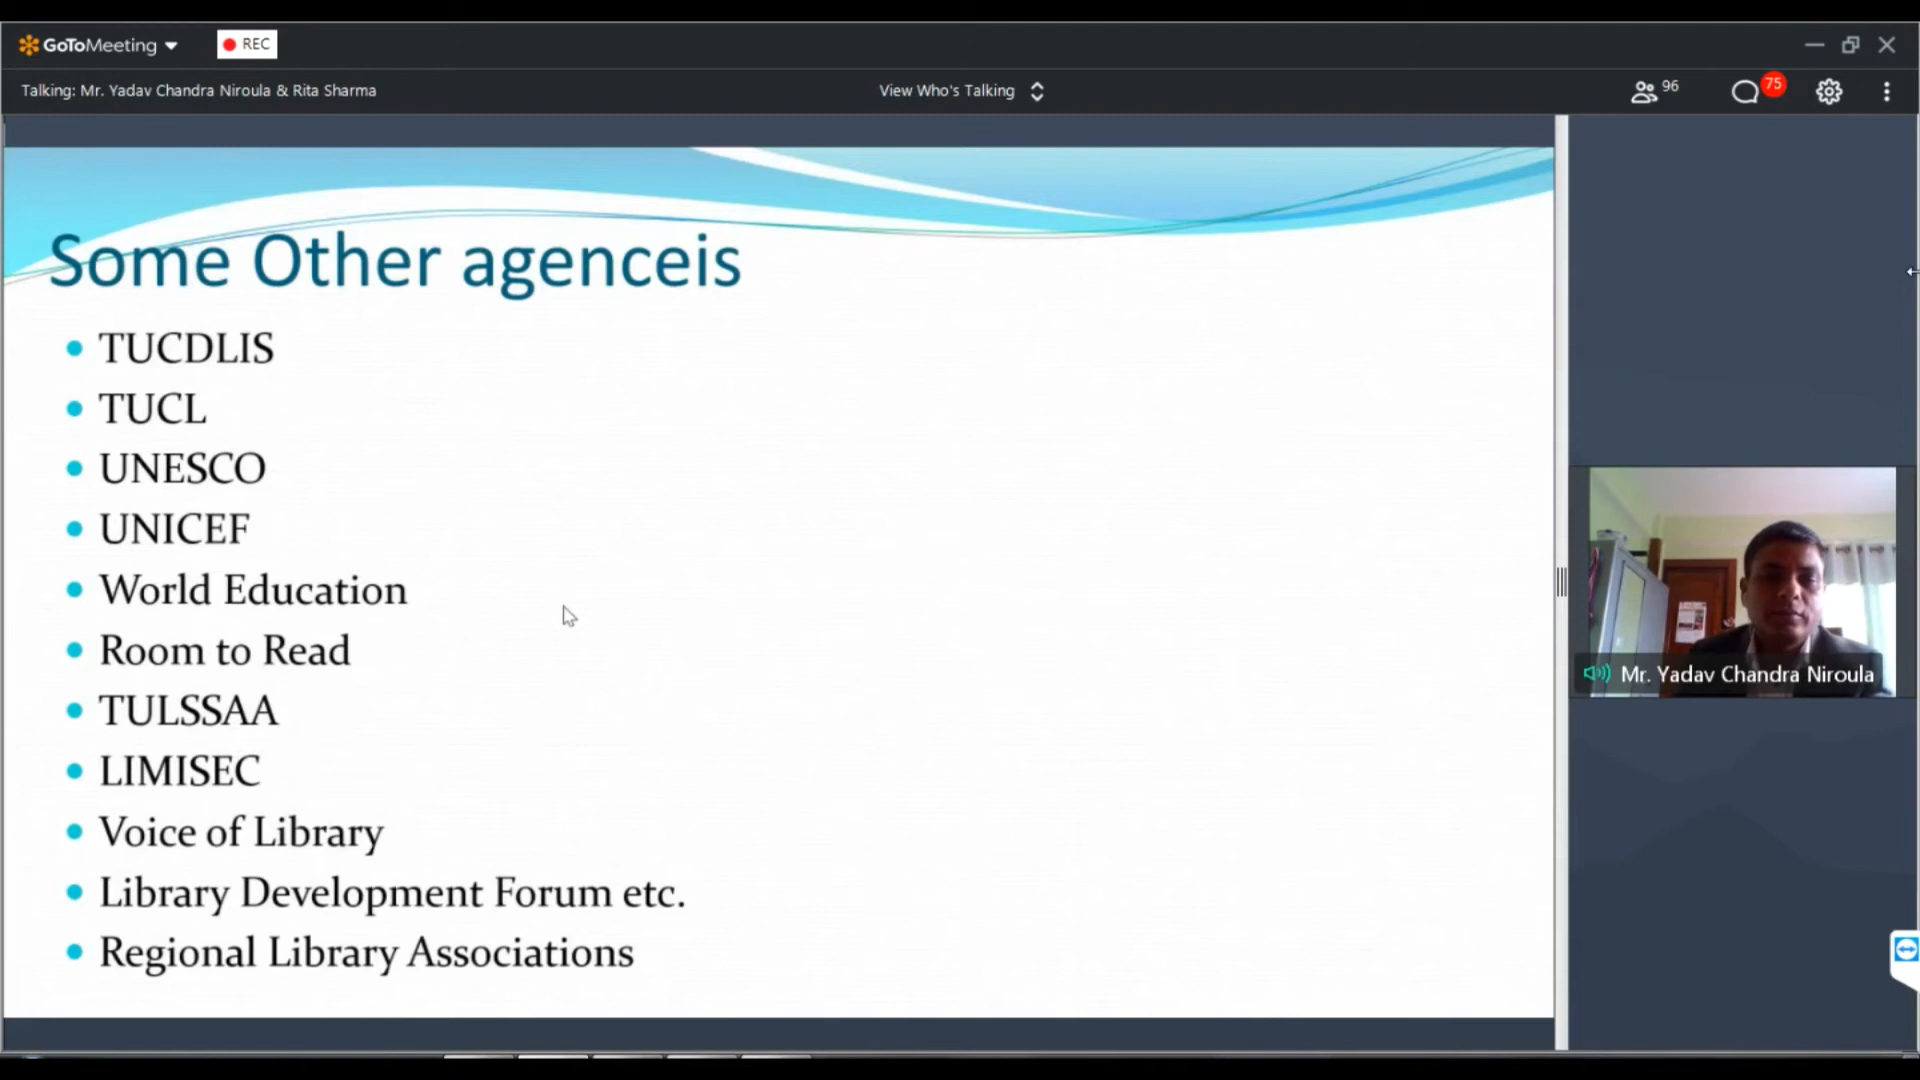 GoToMeeting
REC
Talking: Mr. Yadav Chandra Niroula & Rita Sharma
View Who's Talking
96
75
Some Other agenceis
TUCDLIS
TUCL
UNESCO
UNICEF
World Education
Room to Read
TULSSAA
LIMISEC
Voice of Library
Library Development Forum etc.
Regional Library Associations
Mr. Yadav Chandra Niroula